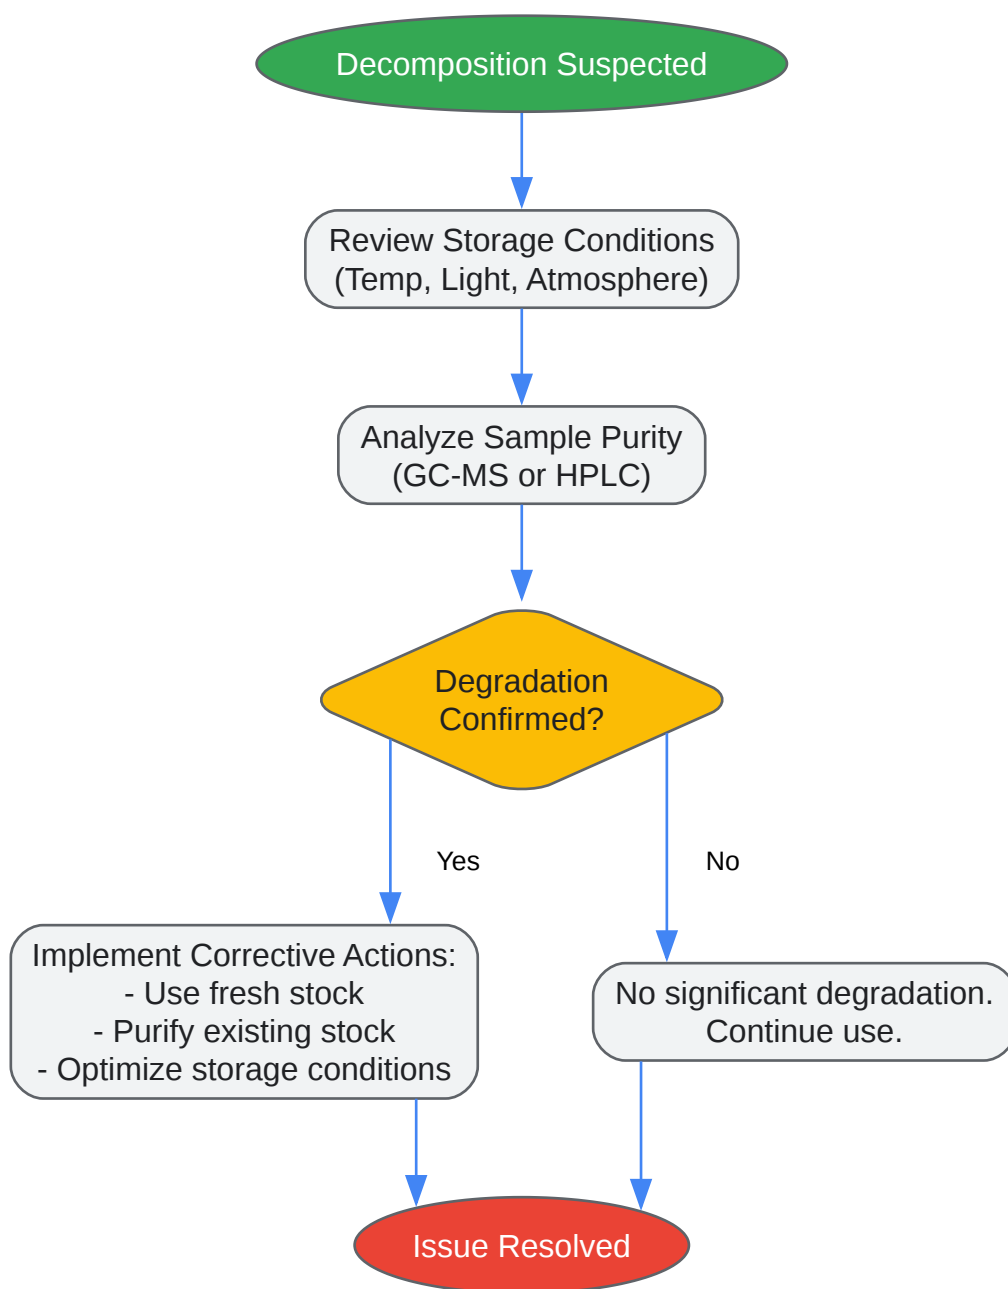 Decomposition Suspected
Review Storage Conditions
(Temp, Light, Atmosphere)
Analyze Sample Purity
(GC-MS or HPLC)
Degradation
Confirmed?
Yes
No
Implement Corrective Actions:
- Use fresh stock
- Purify existing stock
- Optimize storage conditions
No significant degradation.
Continue use.
Issue Resolved